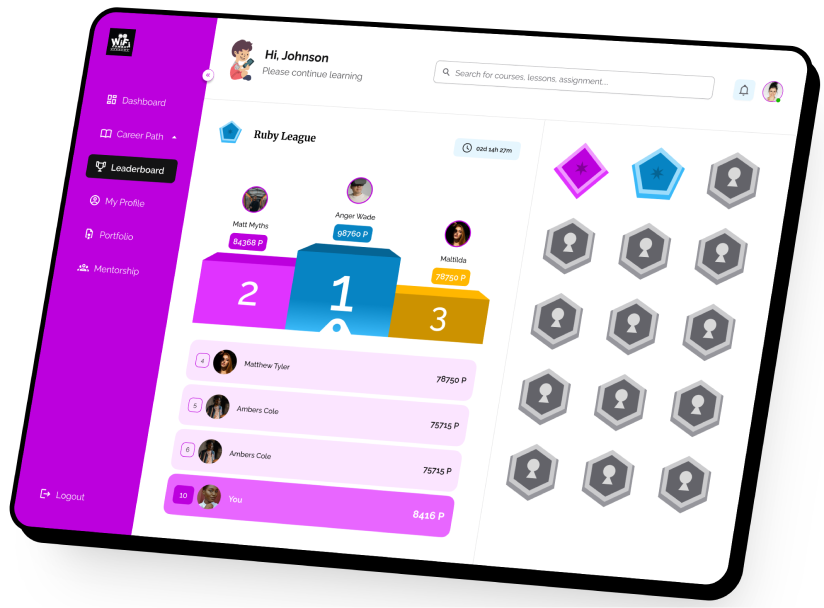 WiFi
Hi, Johnson
Please continue learning
Search for courses, lessons, assignment...
Dashboard
Career Path
Leaderboard
My Profile
Portfolio
Mentorship
Logout
Ruby League
02d 14h 27m
Anger Wade
98760 P
Matt Myths
84368 P
Maltilda
78750 P
2
1
3
4
Matthew Tyler
78750 P
5
Ambers Cole
75715 P
6
Ambers Cole
75715 P
10
You
8416 P